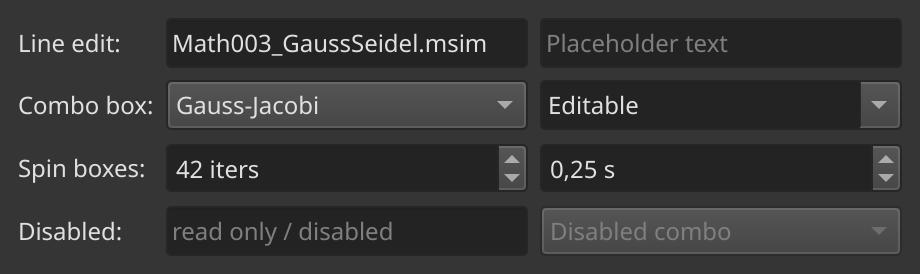 Line edit: Math003_GaussSeidel.msim Placeholder text
Combo box: Gauss-Jacobi Editable
Spin boxes: 42 iters 0,25 s
Disabled: read only / disabled Disabled combo